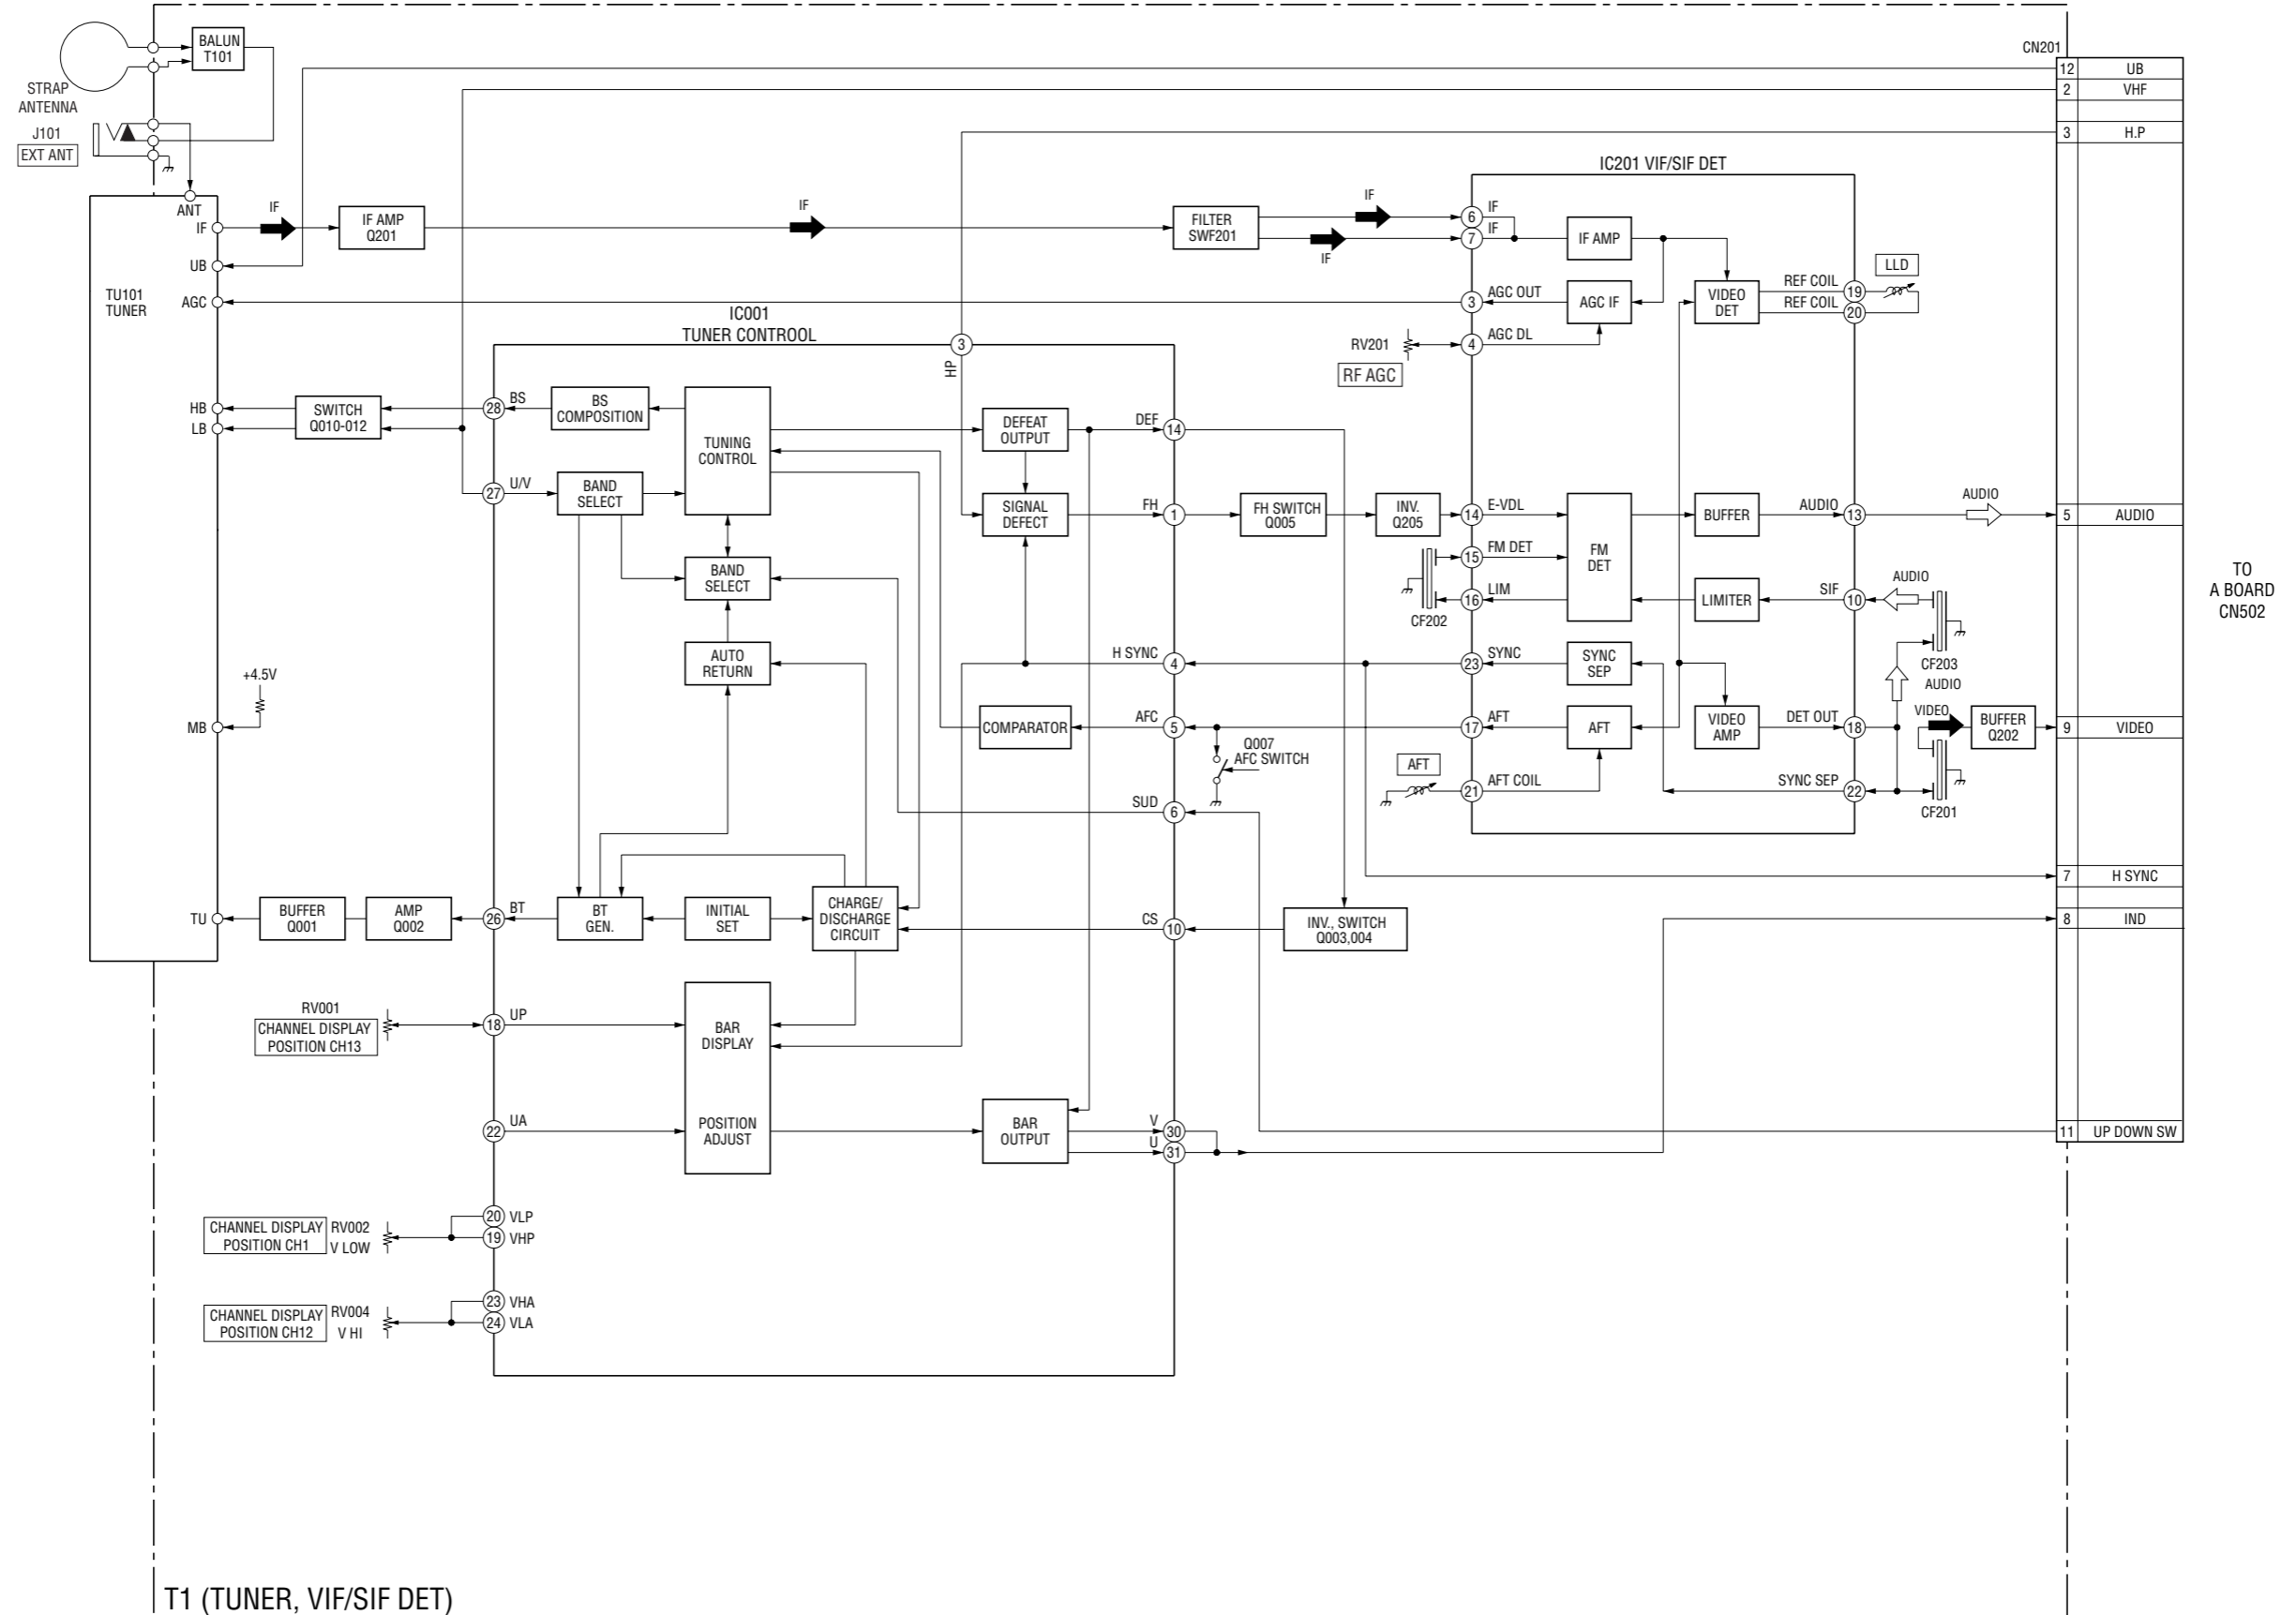 BALUN
T101
STRAP
ANTENNA
J101
EXT ANT
CN201
12 UB
2 VHF
3 H.P
5 AUDIO
9 VIDEO
7 H SYNC
8 IND
11 UP DOWN SW
TO
A BOARD
CN502
TU101
TUNER
ANT
IF
UB
AGC
HB
LB
MB
TU
IF
IF AMP
Q201
IF
FILTER
SWF201
IF
IF
+4.5V
SWITCH
Q010-012
BUFFER
Q001
AMP
Q002
IC001
TUNER CONTROOL
3
HP
28 BS
BS
COMPOSITION
TUNING
CONTROL
27 U/V
BAND
SELECT
BAND
SELECT
AUTO
RETURN
DEFEAT
OUTPUT
DEF 14
SIGNAL
DEFECT
FH 1
H SYNC 4
COMPARATOR
AFC 5
SUD 6
26 BT
BT
GEN.
INITIAL
SET
CHARGE/
DISCHARGE
CIRCUIT
CS 10
18 UP
BAR
DISPLAY
22 UA
POSITION
ADJUST
BAR
OUTPUT
V 30
U 31
20 VLP
19 VHP
23 VHA
24 VLA
RV001
CHANNEL DISPLAY
POSITION CH13
CHANNEL DISPLAY
POSITION CH1
RV002
V LOW
CHANNEL DISPLAY
POSITION CH12
RV004
V HI
FH SWITCH
Q005
INV.
Q205
Q007
AFC SWITCH
INV., SWITCH
Q003,004
IC201 VIF/SIF DET
6 IF
7 IF
IF AMP
3 AGC OUT
AGC IF
VIDEO
DET
REF COIL 19
REF COIL 20
LLD
RV201
RF AGC
4 AGC DL
14 E-VDL
15 FM DET
16 LIM
CF202
FM
DET
BUFFER
AUDIO 13
AUDIO
LIMITER
SIF 10
AUDIO
CF203
AUDIO
23 SYNC
SYNC
SEP
17 AFT
AFT
VIDEO
AMP
DET OUT 18
VIDEO
BUFFER
Q202
AFT
21 AFT COIL
SYNC SEP 22
CF201
T1 (TUNER, VIF/SIF DET)